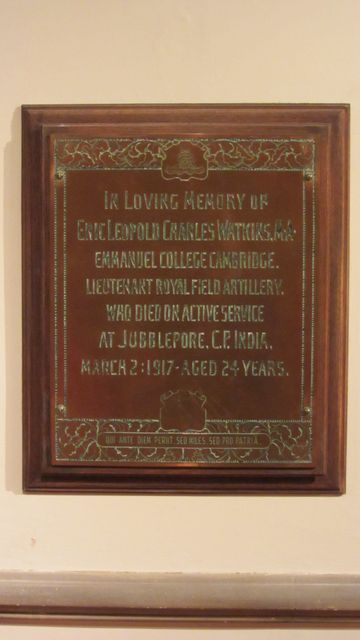 IN LOVING MEMORY OF
ERIC LEOPOLD CHARLES WATKINS, M.A.
EMMANUEL COLLEGE CAMBRIDGE.
LIEUTENANT ROYAL FIELD ARTILLERY.
WHO DIED ON ACTIVE SERVICE
AT JUBBLEPORE. C.P. INDIA.
MARCH 2: 1917 - AGED 24 YEARS.
QUI ANTE DIEM PERIIT. SED MILES. SED PRO PATRIA.